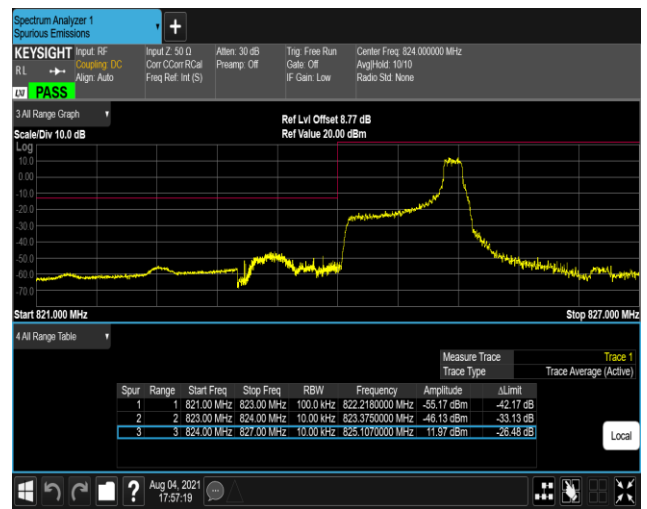 Spectrum Analyzer 1
Spurious Emissions
+
KEYSIGHT Input: RF Input Z: 50 Ω Atten: 30 dB Trig: Free Run Center Freq: 824.000000 MHz
RL Coupling: DC Corr CCorr RCal Preamp: Off Gate: Off Avg|Hold: 10/10
Align: Auto Freq Ref: Int (S) IF Gain: Low Radio Std: None
LXI PASS
3 All Range Graph
Ref Lvl Offset 8.77 dB
Scale/Div 10.0 dB Ref Value 20.00 dBm
Log
10.0
0.00
-10.0
-20.0
-30.0
-40.0
-50.0
-60.0
-70.0
Start 821.000 MHz Stop 827.000 MHz
4 All Range Table
Measure Trace Trace 1
Trace Type Trace Average (Active)
Spur Range Start Freq Stop Freq RBW Frequency Amplitude ΔLimit
1 1 821.00 MHz 823.00 MHz 100.0 kHz 822.2180000 MHz -55.17 dBm -42.17 dB
2 2 823.00 MHz 824.00 MHz 10.00 kHz 823.3750000 MHz -46.13 dBm -33.13 dB
3 3 824.00 MHz 827.00 MHz 10.00 kHz 825.1070000 MHz 11.97 dBm -26.48 dB
Local
? Aug 04, 2021
17:57:19